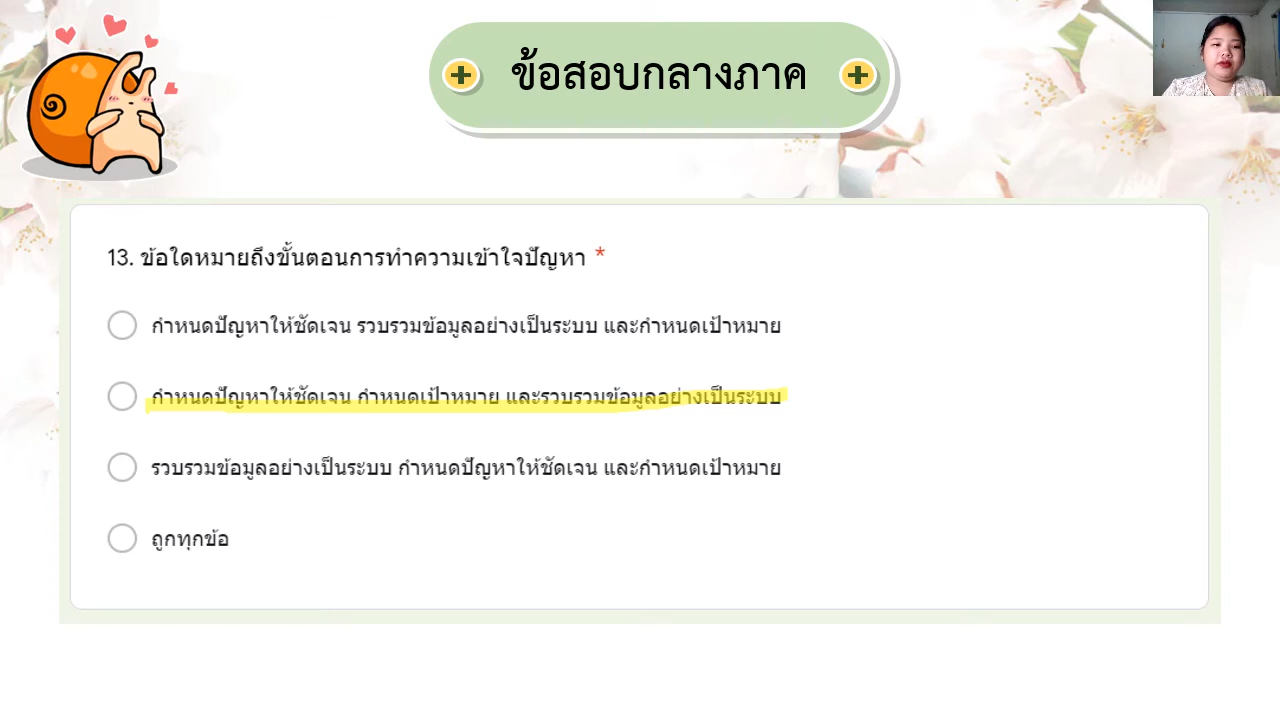 ข้อสอบกลางภาค
13. ข้อใดหมายถึงขั้นตอนการทำความเข้าใจปัญหา *
กำหนดปัญหาให้ชัดเจน รวบรวมข้อมูลอย่างเป็นระบบ และกำหนดเป้าหมาย
กำหนดปัญหาให้ชัดเจน กำหนดเป้าหมาย และรวบรวมข้อมูลอย่างเป็นระบบ
รวบรวมข้อมูลอย่างเป็นระบบ กำหนดปัญหาให้ชัดเจน และกำหนดเป้าหมาย
ถูกทุกข้อ